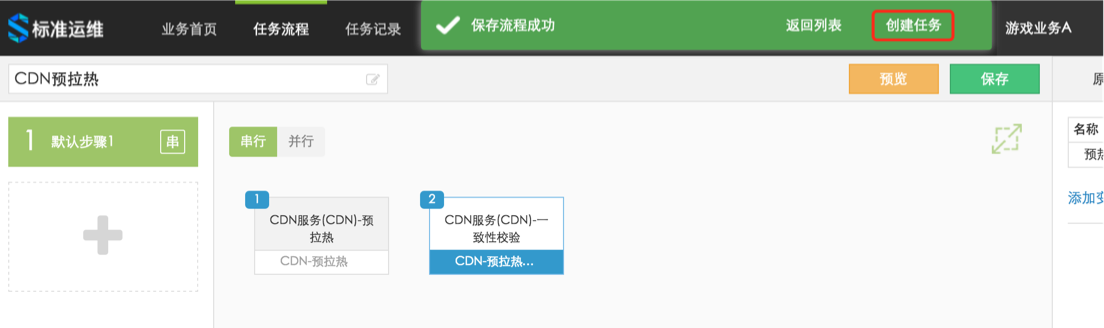 标准运维
业务首页
任务流程
任务记录
保存流程成功
返回列表
创建任务
游戏业务A
CDN预拉热
预览
保存
原
1 默认步骤1 串
串行
并行
名称
预热
添加变
1
CDN服务(CDN)-预
拉热
CDN-预拉热
2
CDN服务(CDN)-一
致性校验
CDN-预拉热...